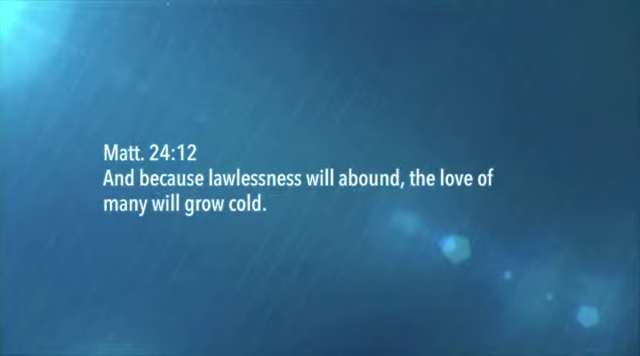 Matt. 24:12
And because lawlessness will abound, the love of
many will grow cold.